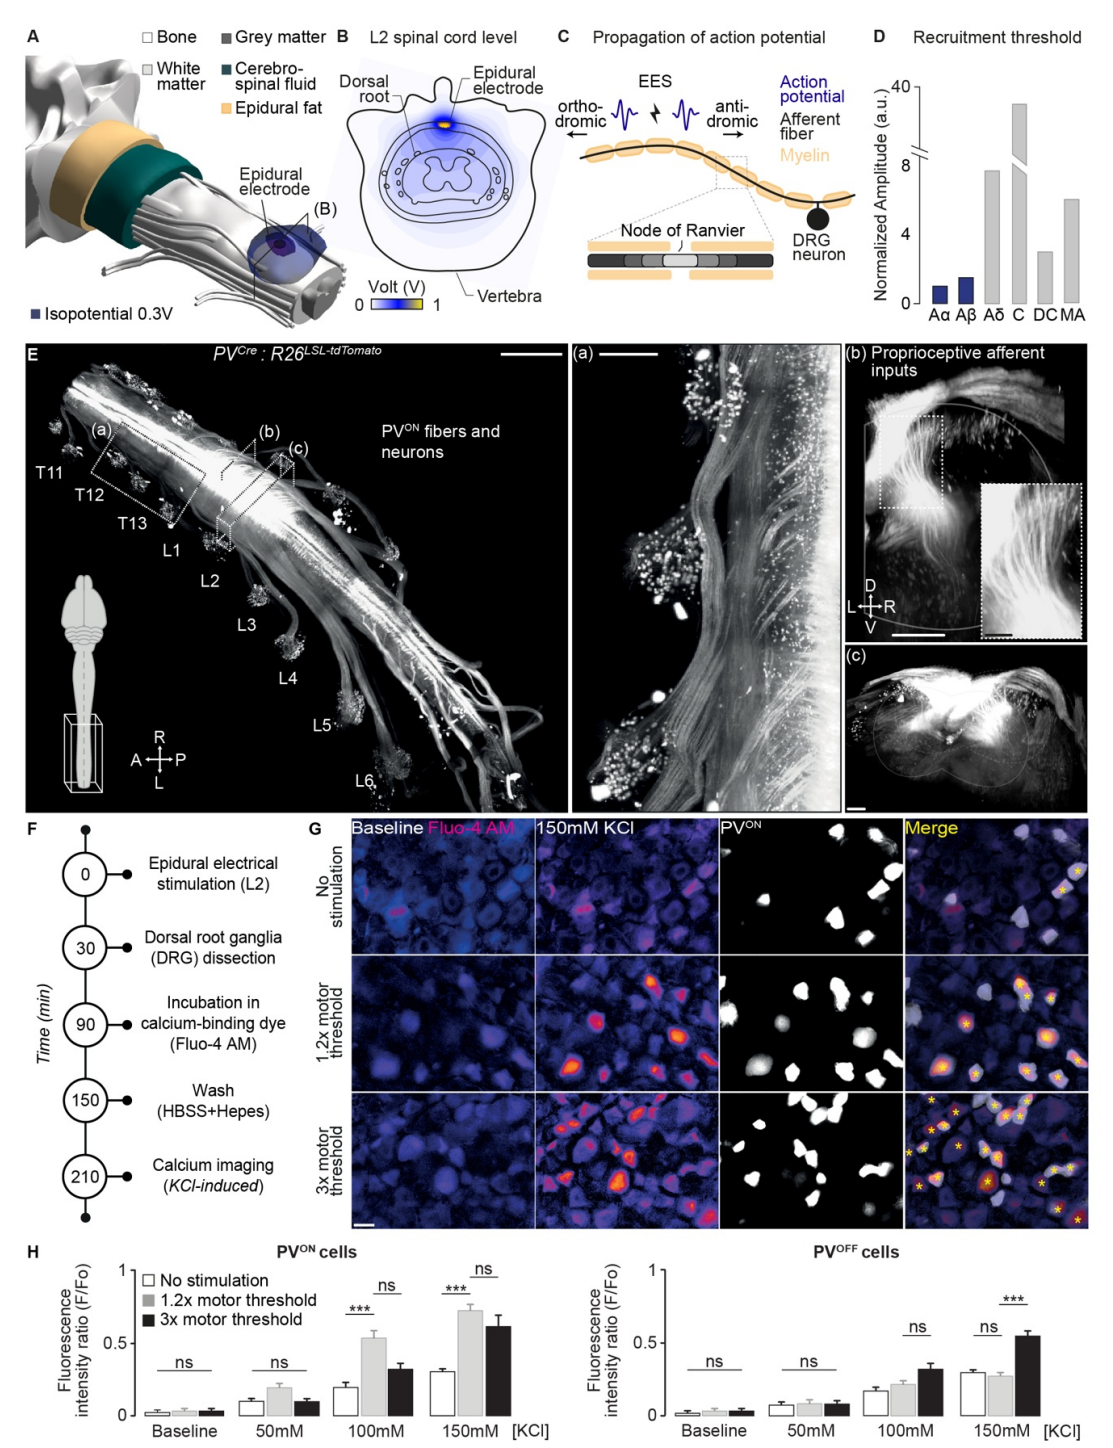 A
Bone
Grey matter
White
matter
Cerebro-
spinal fluid
Epidural fat
Epidural
electrode
(B)
Isopotential 0.3V
B
L2 spinal cord level
Dorsal
root
Epidural
electrode
Volt (V)
0
1
Vertebra
C
Propagation of action potential
EES
ortho-
dromic
anti-
dromic
Action
potential
Afferent
fiber
Myelin
Node of Ranvier
DRG
neuron
D
Recruitment threshold
Normalized Amplitude (a.u.)
40
8
4
0
Aα
Aβ
Aδ
C
DC
MA
E
PVCre : R26LSL-tdTomato
PVON fibers and
neurons
(a)
(b)
(c)
T11
T12
T13
L1
L2
L3
L4
L5
L6
R
A
P
L
(a)
(b) Proprioceptive afferent
inputs
D
L
R
V
(c)
F
Time (min)
0
Epidural electrical
stimulation (L2)
30
Dorsal root ganglia
(DRG) dissection
90
Incubation in
calcium-binding dye
(Fluo-4 AM)
150
Wash
(HBSS+Hepes)
210
Calcium imaging
(KCl-induced)
G
Baseline Fluo-4 AM
150mM KCl
PVON
Merge
No
stimulation
1.2x motor
threshold
3x motor
threshold
* * * * * * * * * * * * * * * * * * * * * * * * *
H
PVON cells
Fluorescence
intensity ratio (F/Fo)
1
0.5
0
No stimulation
1.2x motor threshold
3x motor threshold
ns
ns
***
ns
***
ns
Baseline
50mM
100mM
150mM
[KCl]
PVOFF cells
Fluorescence
intensity ratio (F/Fo)
1
0.5
0
ns
ns
ns
ns
***
Baseline
50mM
100mM
150mM
[KCl]